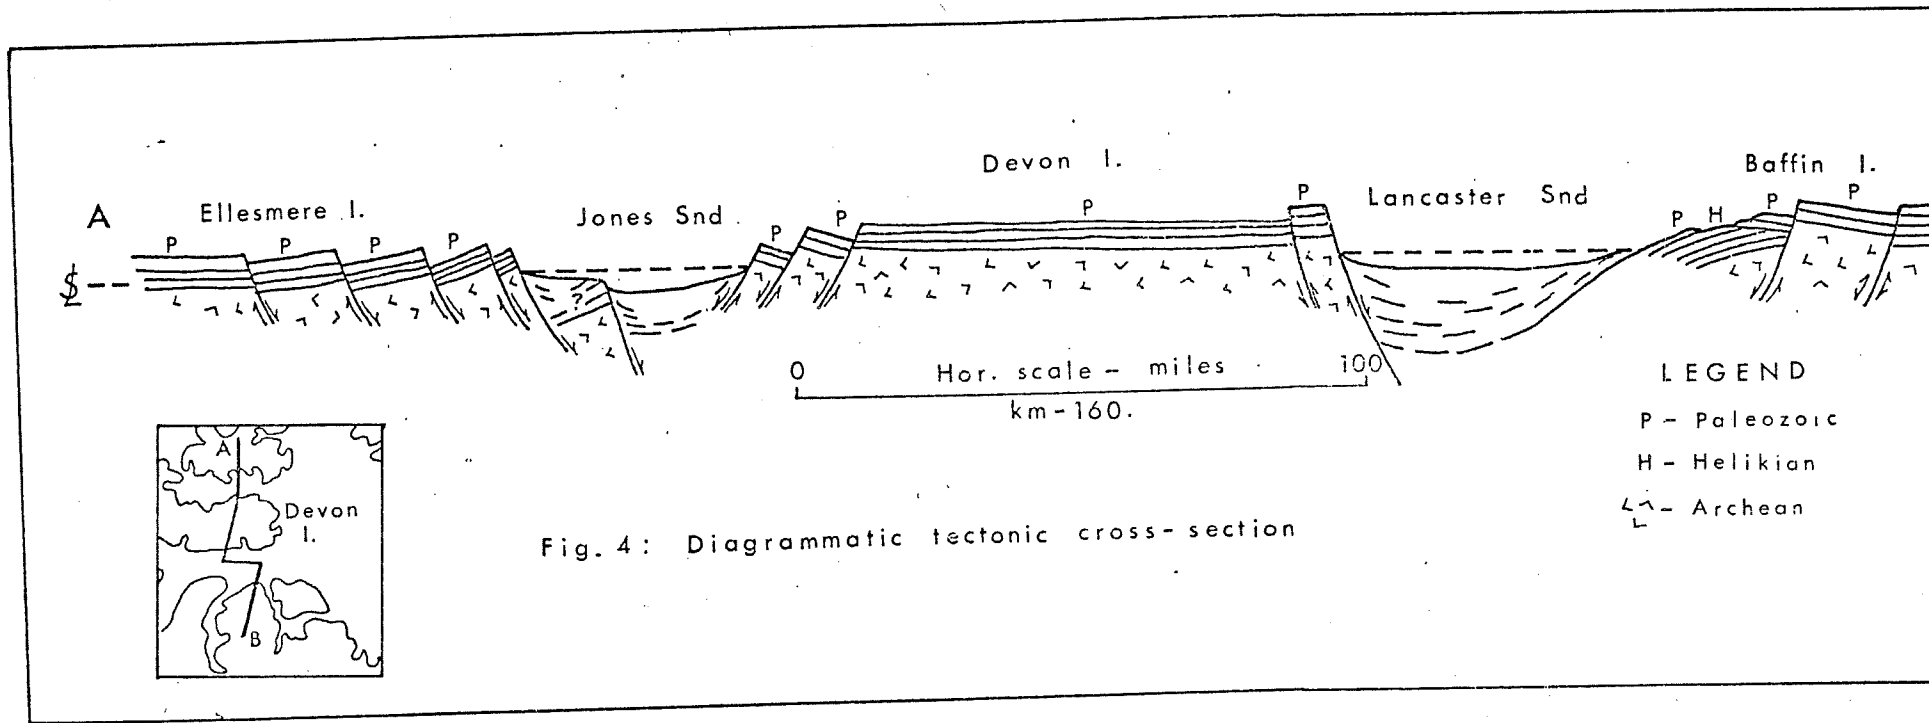 Devon I.
Baffin I.
A Ellesmere I. Jones Snd Lancaster Snd
P P P P P P P P P H P P
S
?
0 Hor. scale - miles 100
km-160.
LEGEND
P - Paleozoic
H - Helikian
- Archean
A
Devon
I.
B
Fig. 4: Diagrammatic tectonic cross-section